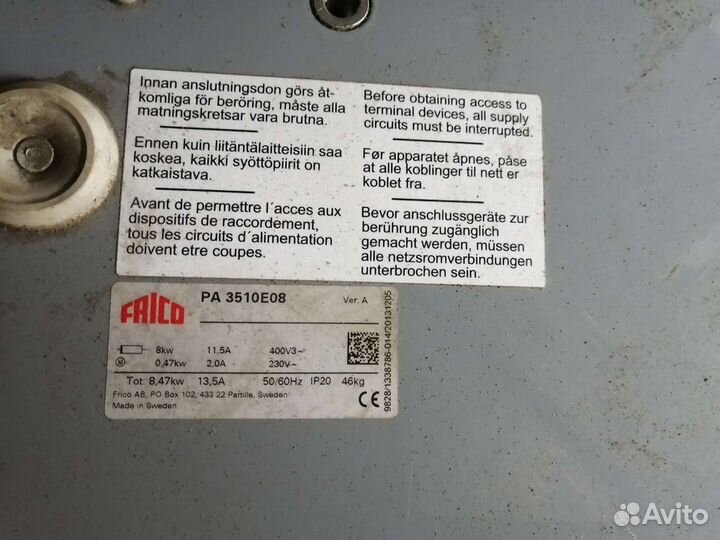 Innan anslutningsdon görs åt-
komliga för beröring, måste alla
matningskretsar vara brutna.
Ennen kuin liitäntälaitteisiin saa
koskea, kaikki syöttöpiirit on
katkaistava.
Avant de permettre l´acces aux
dispositifs de raccordement,
tous les circuits d´alimentation
doivent etre coupes.
Before obtaining access to
terminal devices, all supply
circuits must be interrupted.
Før apparatet åpnes, påse
at alle koblinger til nett er
koblet fra.
Bevor anschlussgeräte zur
berührung zugänglich
gemacht werden, müssen
alle netzsromverbindungen
unterbrochen sein.
FRICO PA 3510E08 Ver. A
8kw 11,5A 400V3~
M 0,47kw 2.0A 230V~
Tot: 8,47kw 13,5A 50/60Hz IP20 46kg
Frico AB, PO Box 102, 433 22 Partille, Sweden
Made in Sweden CE
9828/1338786-014/20131205
Avito